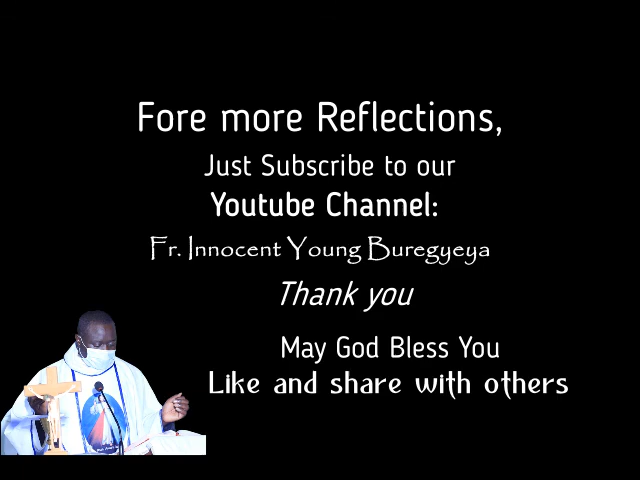 Fore more Reflections,
Just Subscribe to our
Youtube Channel:
Fr. Innocent Young Buregyeya
Thank you
May God Bless You
Like and share with others